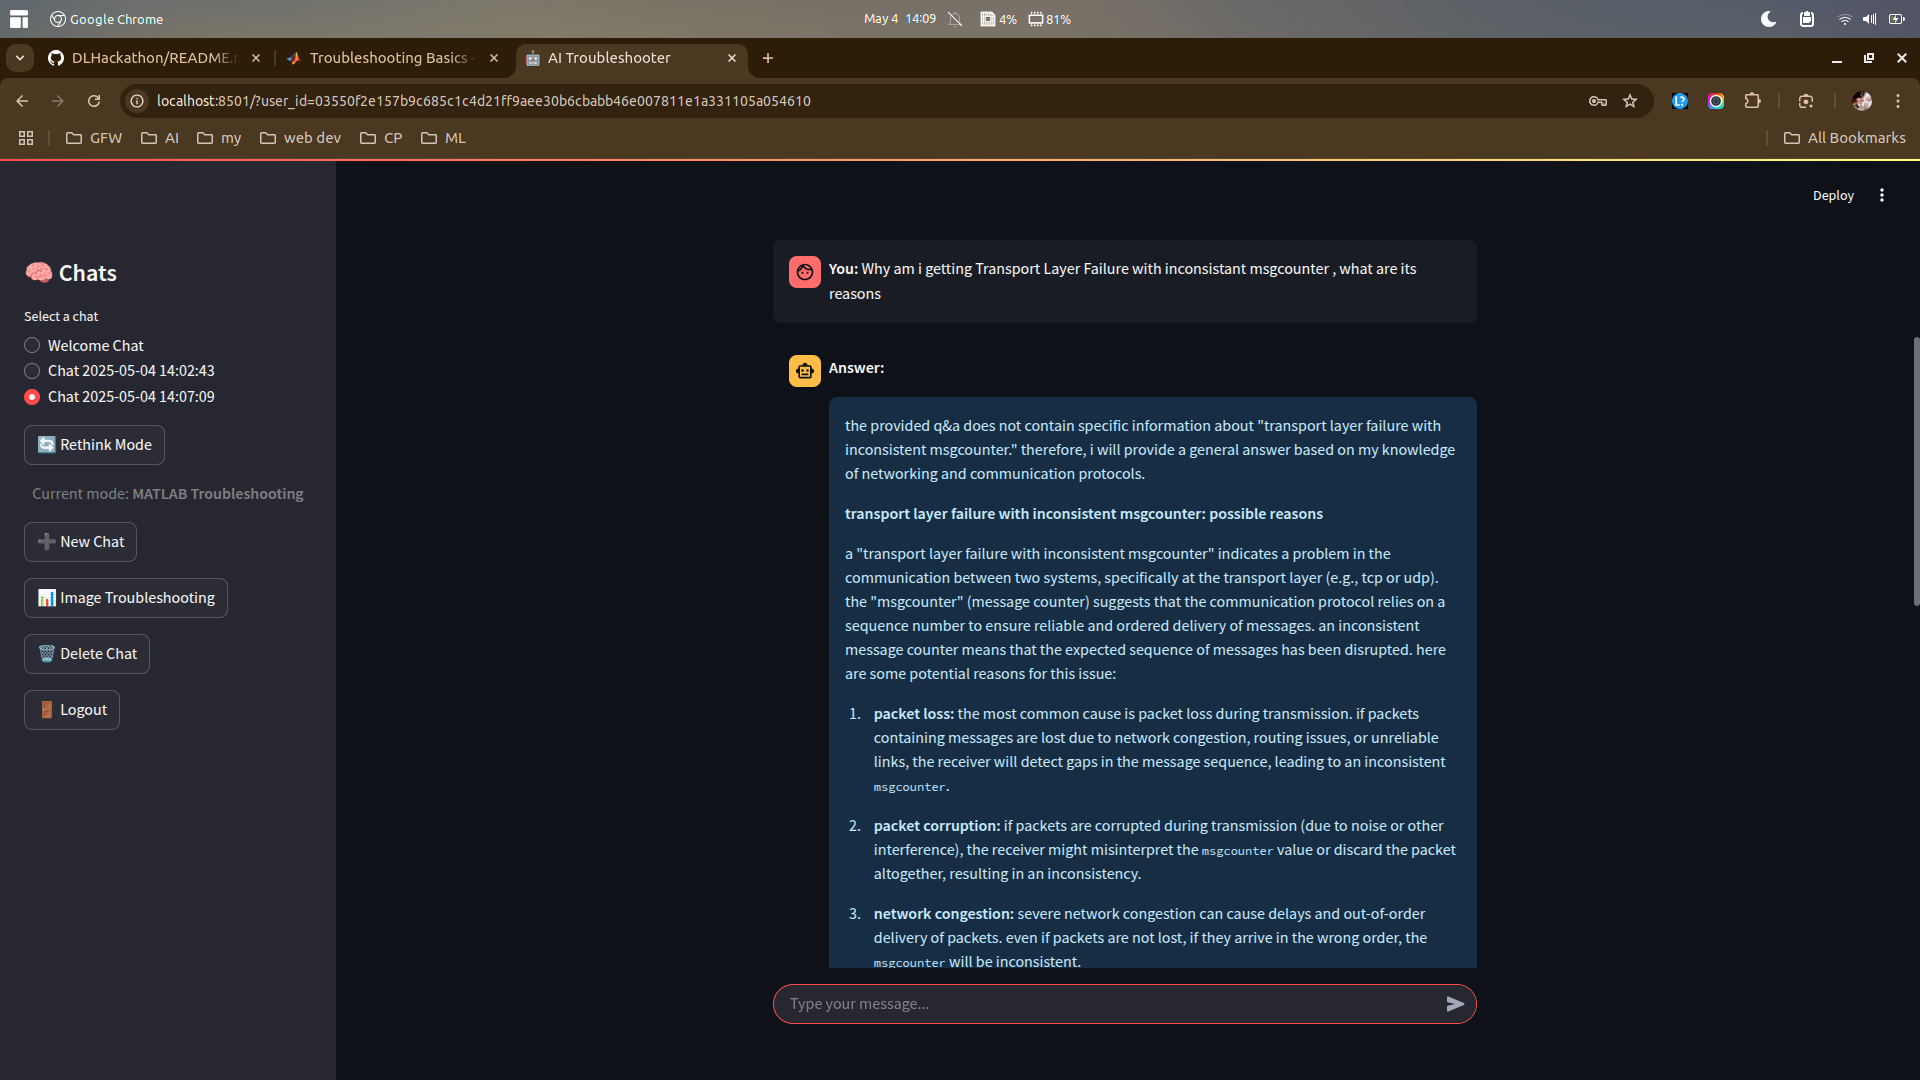 Google Chrome
May 4 14:09
4%
81%
DLHackathon/README.
Troubleshooting Basics
AI Troubleshooter
localhost:8501/?user_id=03550f2e157b9c685c1c4d21ff9aee30b6cbabb46e007811e1a331105a054610
GFW
AI
my
web dev
CP
ML
All Bookmarks
Deploy
Chats
Select a chat
Welcome Chat
Chat 2025-05-04 14:02:43
Chat 2025-05-04 14:07:09
Rethink Mode
Current mode: MATLAB Troubleshooting
New Chat
Image Troubleshooting
Delete Chat
Logout
You: Why am i getting Transport Layer Failure with inconsistant msgcounter , what are its
reasons
Answer:
the provided q&a does not contain specific information about "transport layer failure with
inconsistent msgcounter." therefore, i will provide a general answer based on my knowledge
of networking and communication protocols.
transport layer failure with inconsistent msgcounter: possible reasons
a "transport layer failure with inconsistent msgcounter" indicates a problem in the
communication between two systems, specifically at the transport layer (e.g., tcp or udp).
the "msgcounter" (message counter) suggests that the communication protocol relies on a
sequence number to ensure reliable and ordered delivery of messages. an inconsistent
message counter means that the expected sequence of messages has been disrupted. here
are some potential reasons for this issue:
1. packet loss: the most common cause is packet loss during transmission. if packets
containing messages are lost due to network congestion, routing issues, or unreliable
links, the receiver will detect gaps in the message sequence, leading to an inconsistent
msgcounter.
2. packet corruption: if packets are corrupted during transmission (due to noise or other
interference), the receiver might misinterpret the msgcounter value or discard the packet
altogether, resulting in an inconsistency.
3. network congestion: severe network congestion can cause delays and out-of-order
delivery of packets. even if packets are not lost, if they arrive in the wrong order, the
msgcounter will be inconsistent.
Type your message...